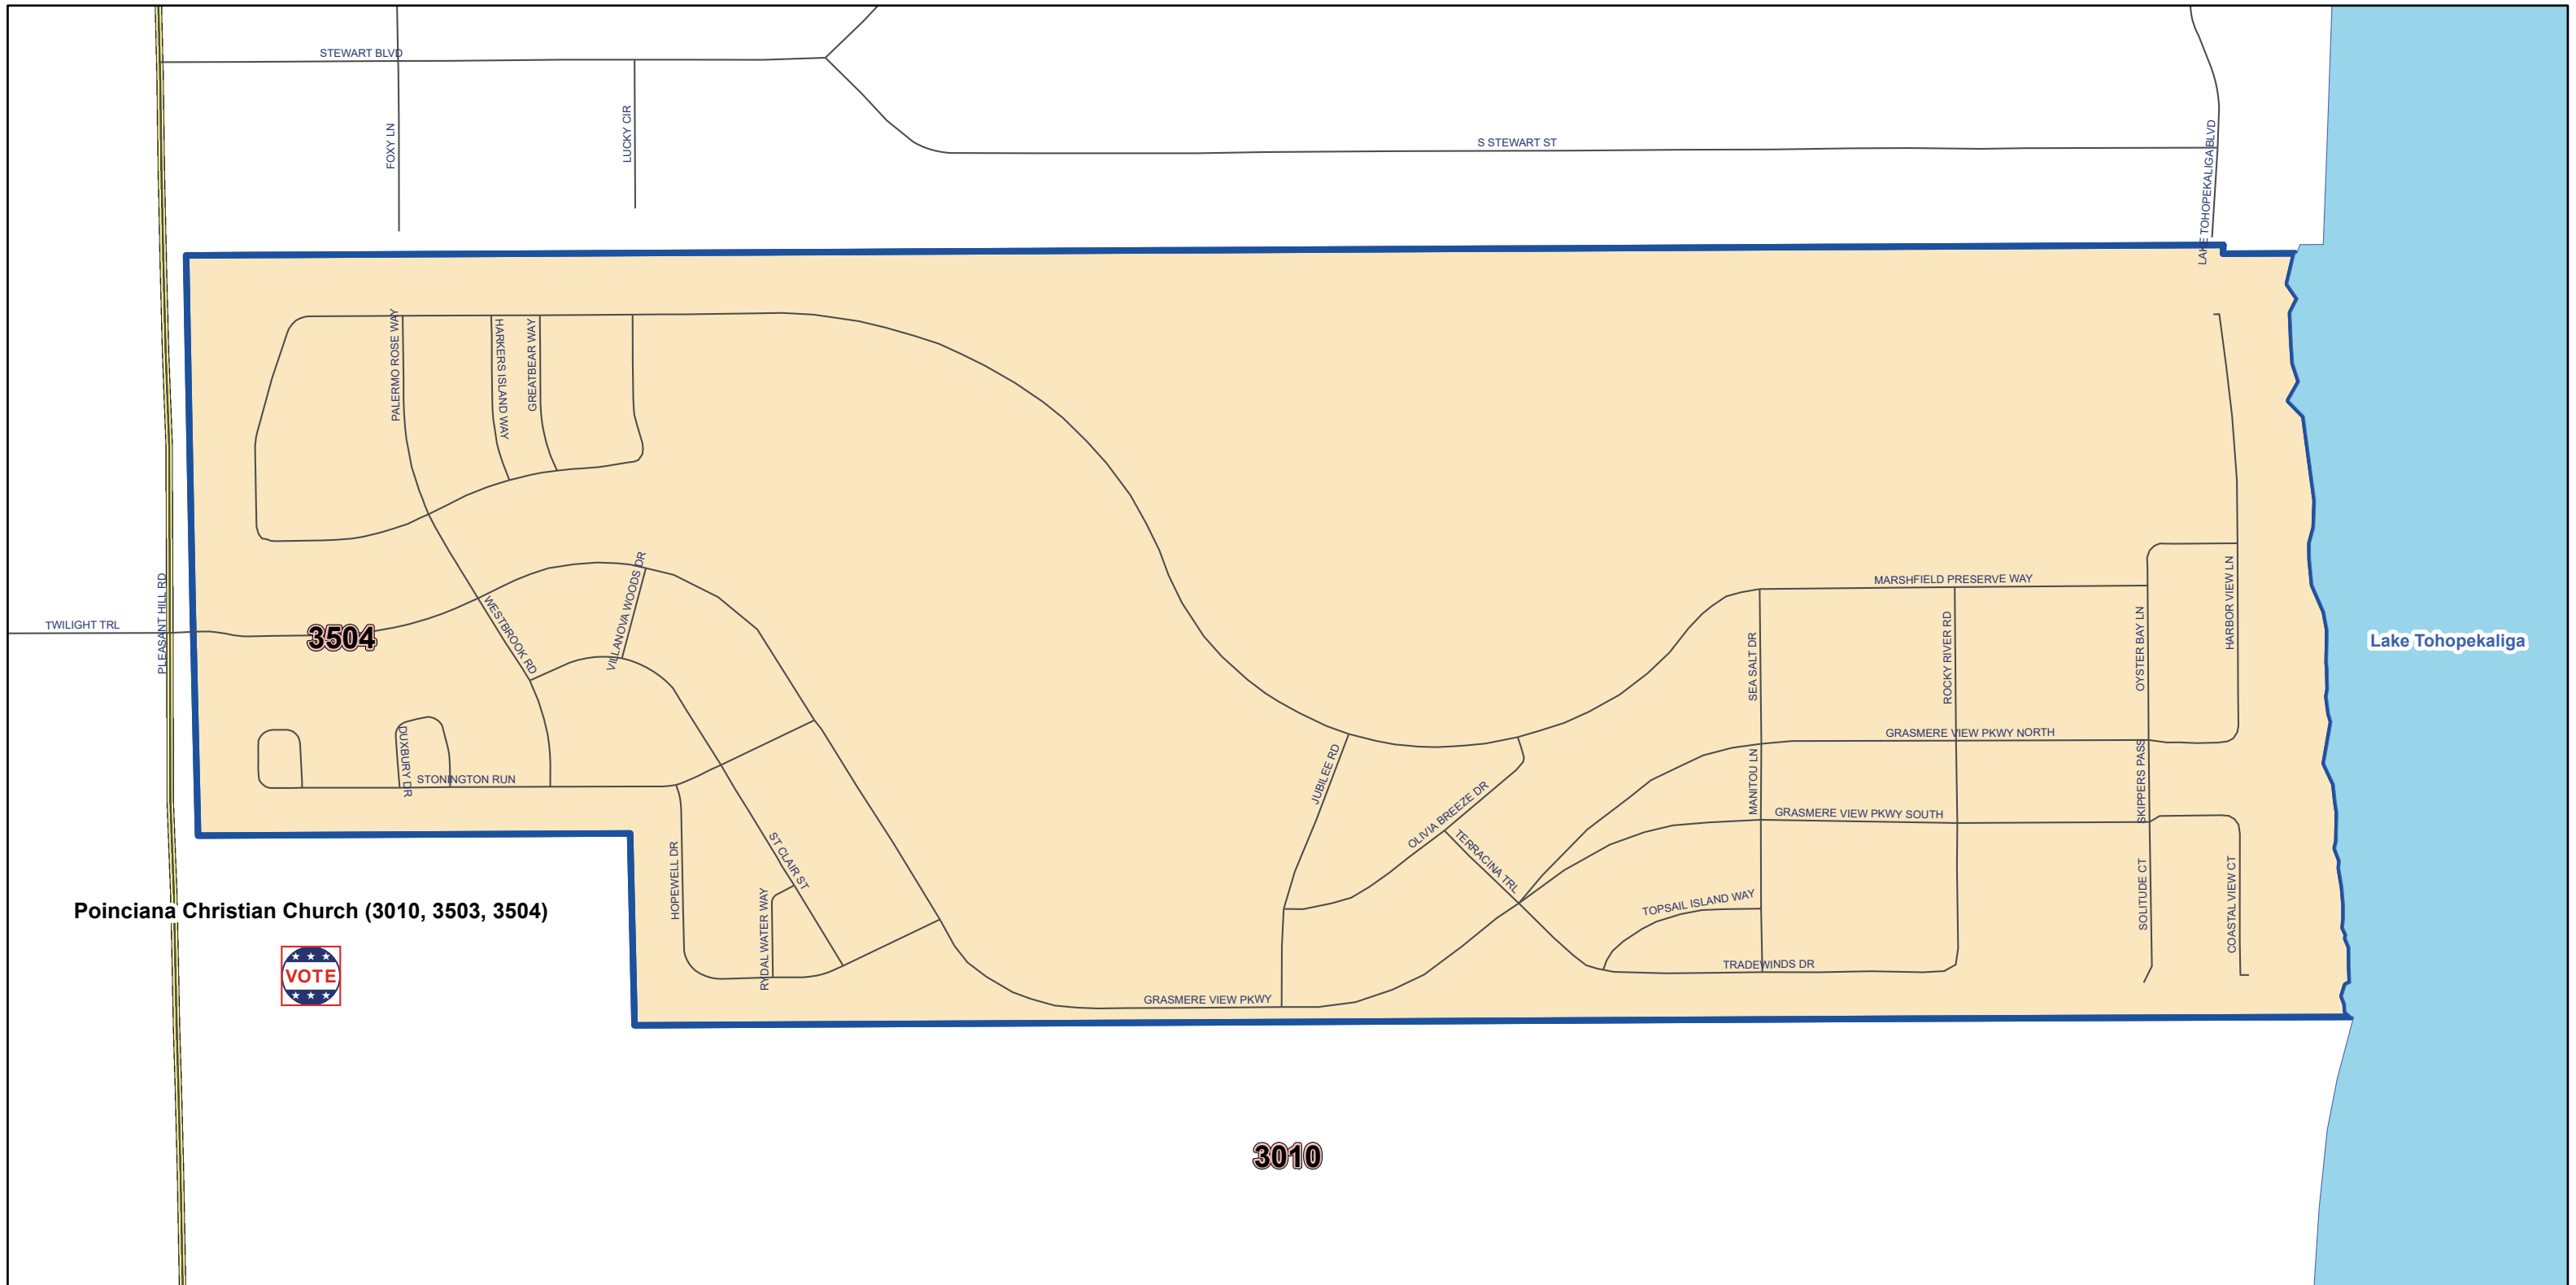 STEWART BLVD
FOXY LN
LUCKY CIR
S STEWART ST
LAKE TOHOPEKALIGA BLVD
PALERMO ROSE WAY
HARKERS ISLAND WAY
GREATBEAR WAY
PLEASANT HILL RD
TWILIGHT TRL
3504
WESTBROOK RD
VILLANOVA WOODS DR
MARSHFIELD PRESERVE WAY
SEA SALT DR
ROCKY RIVER RD
OYSTER BAY LN
HARBOR VIEW LN
Lake Tohopekaliga
DUXBURY DR
STONINGTON RUN
JUBILEE RD
OLIVIA BREEZE DR
TERRACINA TRL
MANITOU LN
GRASMERE VIEW PKWY NORTH
GRASMERE VIEW PKWY SOUTH
SKIPPERS PASS
HOPEWELL DR
ST CLAIR ST
RYDAL WATER WAY
TOPSAIL ISLAND WAY
SOLITUDE CT
COASTAL VIEW CT
TRADEWINDS DR
GRASMERE VIEW PKWY
Poinciana Christian Church (3010, 3503, 3504)
VOTE
3010